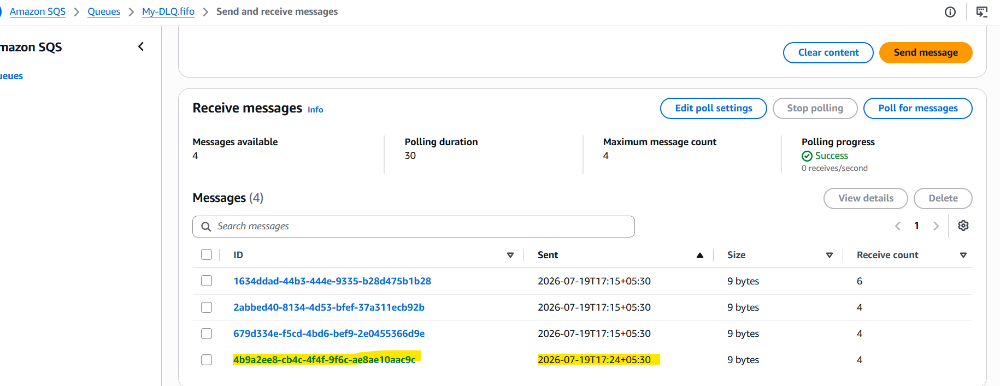 Amazon SQS > Queues > My-DLQ.fifo > Send and receive messages
mazon SQS
ueues
Clear content Send message
Receive messages Info Edit poll settings Stop polling Poll for messages
Messages available Polling duration Maximum message count Polling progress
4 30 4 Success
0 receives/second
Messages (4) View details Delete
Search messages 1
ID Sent Size Receive count
1634ddad-44b3-444e-9335-b28d475b1b28 2026-07-19T17:15+05:30 9 bytes 6
2abbed40-8134-4d53-bfef-37a311ecb92b 2026-07-19T17:15+05:30 9 bytes 4
679d334e-f5cd-4bd6-bef9-2e0455366d9e 2026-07-19T17:15+05:30 9 bytes 4
4b9a2ee8-cb4c-4f4f-9f6c-ae8ae10aac9c 2026-07-19T17:24+05:30 9 bytes 4